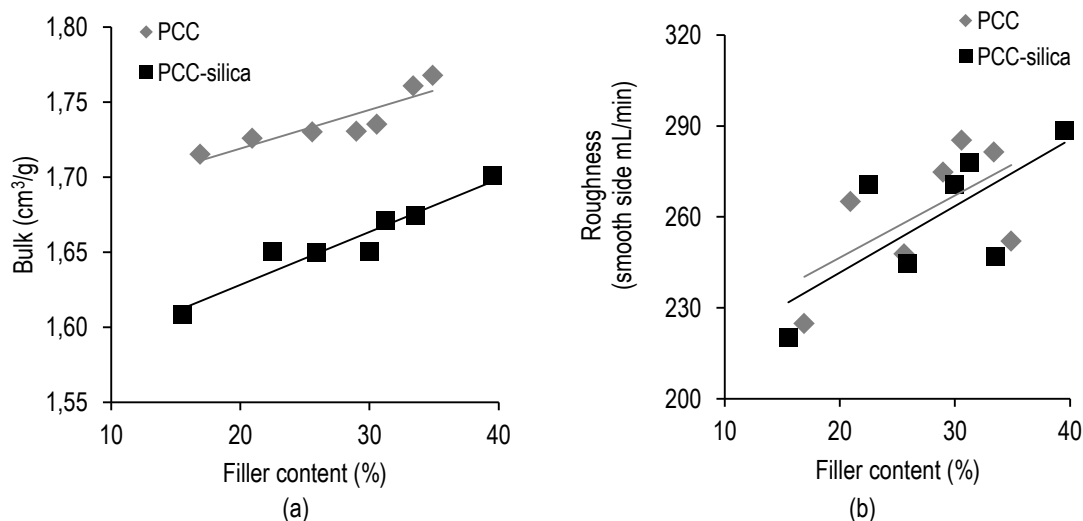 1,80
1,75
1,70
1,65
1,60
1,55
Bulk (cm³/g)
PCC
PCC-silica
10 20 30 40
Filler content (%)
(a)
320
290
260
230
200
Roughness
(smooth side mL/min)
PCC
PCC-silica
10 20 30 40
Filler content (%)
(b)